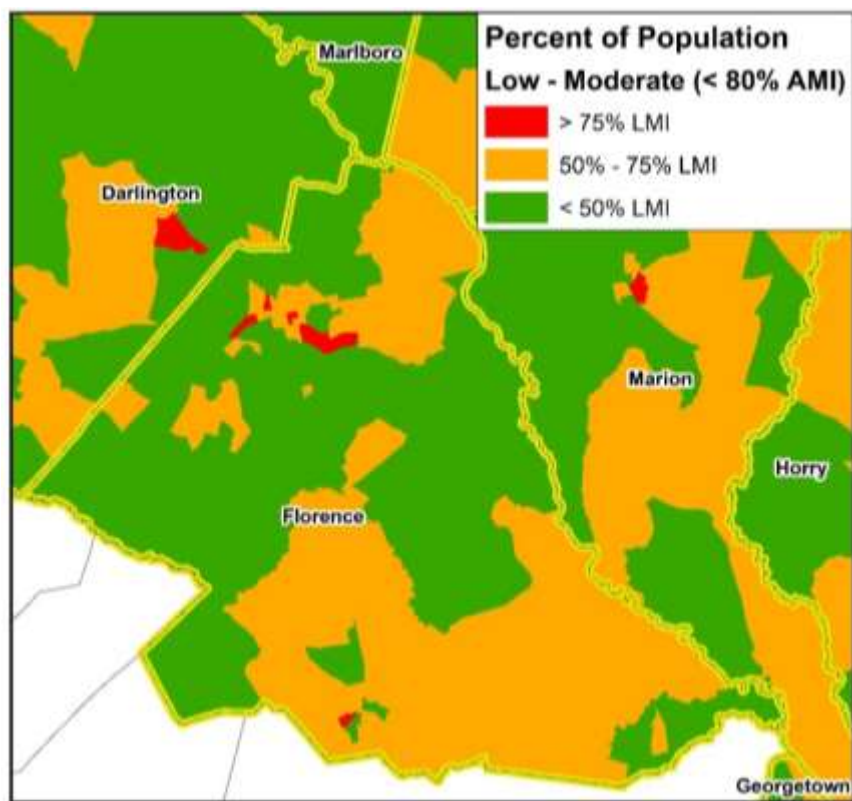 Marlboro
Percent of Population
Low - Moderate (< 80% AMI)
> 75% LMI
50% - 75% LMI
< 50% LMI
Darlington
Marion
Horry
Florence
Georgetown